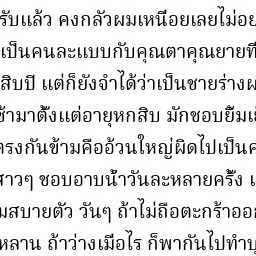 รับแล้ว คงกลัวผมเหนื่อยเลยไม่อย
เป็นคนละแบบกับคุณตาคุณยายที
สิบปี แต่ก็ยังจำได้ว่าเป็นชายร่างผ
ช้ามาตั้งแต่อายุหกสิบ มักชอบยิ้มเ
ตรงกันข้ามคืออ้วนใหญ่ผิดไปเป็นค
สาวๆ ชอบอาบน้ำวันละหลายครั้ง เ
มสบายตัว วันๆ ถ้าไม่ถือตะกร้าออก
หลาน ถ้าว่างเมื่อไร ก็พากันไปทำบุ